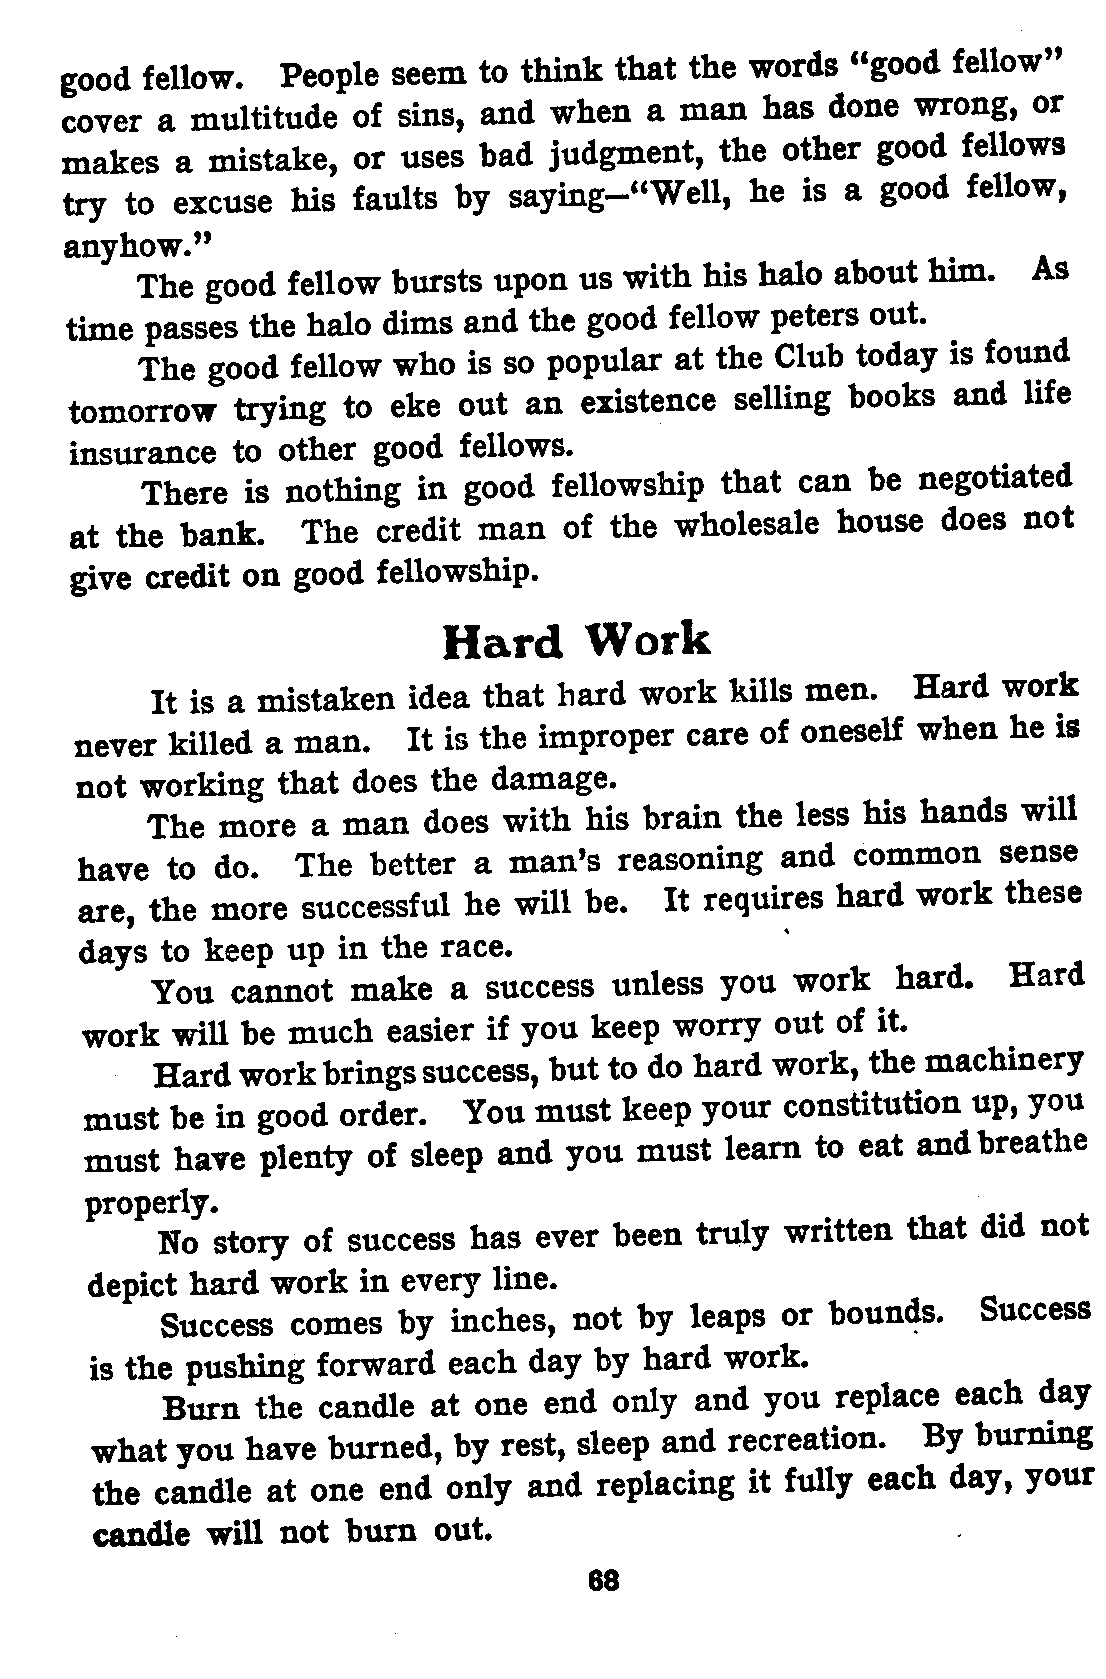 good fellow. People seem to think that the words “good fellow”
cover a multitude of sins, and when a man has done wrong, or
makes a mistake, or uses bad judgment, the other good fellows
try to excuse his faults by saying—“Well, he is a good fellow,
anyhow.”
The good fellow bursts upon us with his halo about him. As
time passes the halo dims and the good fellow peters out.
The good fellow who is so popular at the Club today is found
tomorrow trying to eke out an existence selling books and life
insurance to other good fellows.
There is nothing in good fellowship that can be negotiated
at the bank. The credit man of the wholesale house does not
give credit on good fellowship.
Hard Work
It is a mistaken idea that hard work kills men. Hard work
never killed a man. It is the improper care of oneself when he is
not working that does the damage.
The more a man does with his brain the less his hands will
have to do. The better a man’s reasoning and common sense
are, the more successful he will be. It requires hard work these
days to keep up in the race.
You cannot make a success unless you work hard. Hard
work will be much easier if you keep worry out of it.
Hard work brings success, but to do hard work, the machinery
must be in good order. You must keep your constitution up, you
must have plenty of sleep and you must learn to eat and breathe
properly.
No story of success has ever been truly written that did not
depict hard work in every line.
Success comes by inches, not by leaps or bounds. Success
is the pushing forward each day by hard work.
Burn the candle at one end only and you replace each day
what you have burned, by rest, sleep and recreation. By burning
the candle at one end only and replacing it fully each day, your
candle will not burn out.
68